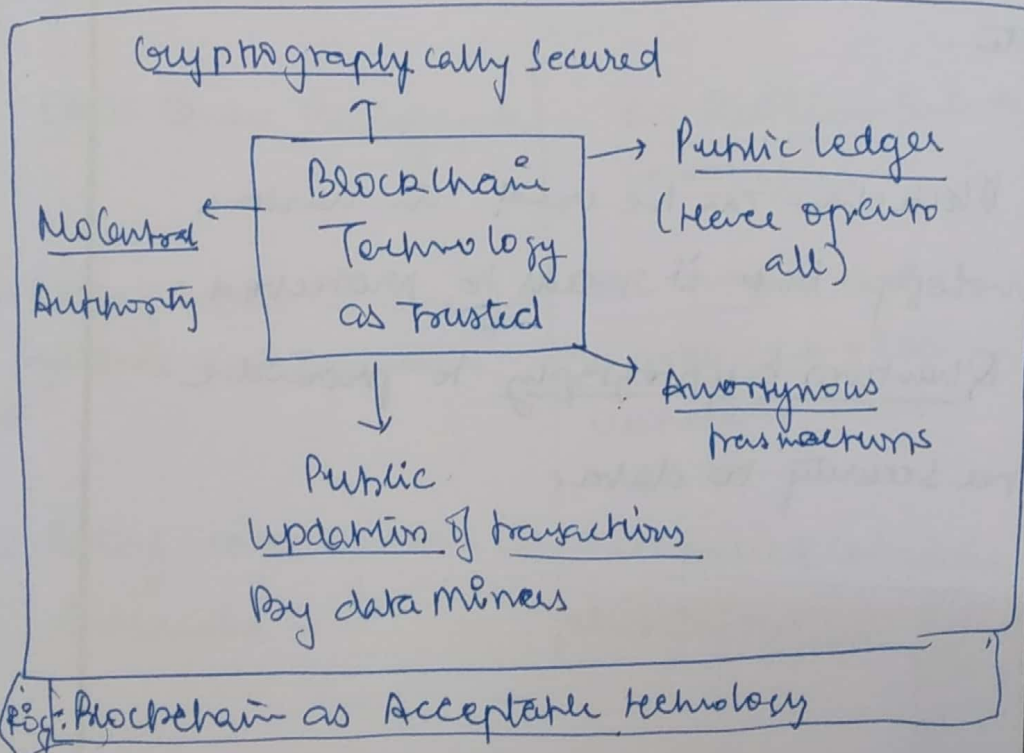 Cryptographycally Secured
Blockchain
Technology
as Trusted
Public ledger
(Hence open to
all)
No Central
Authority
Anonymous
transactions
Public
updation of transactions
By data Miners
Fig: Blockchain as Acceptable technology